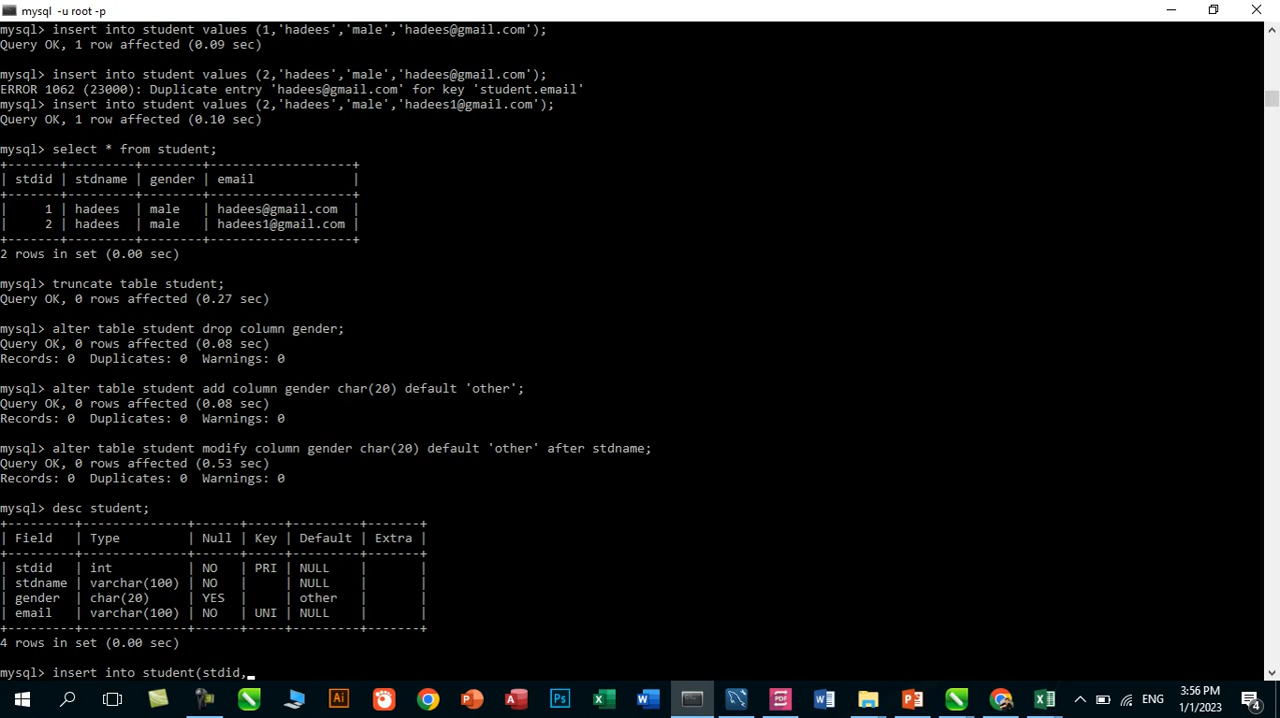 mysql -u root -p
mysql> insert into student values (1,'hadees','male','hadees@gmail.com');
Query OK, 1 row affected (0.09 sec)
mysql> insert into student values (2,'hadees','male','hadees@gmail.com');
ERROR 1062 (23000): Duplicate entry 'hadees@gmail.com' for key 'student.email'
mysql> insert into student values (2,'hadees','male','hadees1@gmail.com');
Query OK, 1 row affected (0.10 sec)
mysql> select * from student;
+-------+---------+--------+-------------------+
| stdid | stdname | gender | email             |
+-------+---------+--------+-------------------+
|     1 | hadees  | male   | hadees@gmail.com  |
|     2 | hadees  | male   | hadees1@gmail.com |
+-------+---------+--------+-------------------+
2 rows in set (0.00 sec)
mysql> truncate table student;
Query OK, 0 rows affected (0.27 sec)
mysql> alter table student drop column gender;
Query OK, 0 rows affected (0.08 sec)
Records: 0  Duplicates: 0  Warnings: 0
mysql> alter table student add column gender char(20) default 'other';
Query OK, 0 rows affected (0.08 sec)
Records: 0  Duplicates: 0  Warnings: 0
mysql> alter table student modify column gender char(20) default 'other' after stdname;
Query OK, 0 rows affected (0.53 sec)
Records: 0  Duplicates: 0  Warnings: 0
mysql> desc student;
+---------+--------------+------+-----+---------+-------+
| Field   | Type         | Null | Key | Default | Extra |
+---------+--------------+------+-----+---------+-------+
| stdid   | int          | NO   | PRI | NULL    |       |
| stdname | varchar(100) | NO   |     | NULL    |       |
| gender  | char(20)     | YES  |     | other   |       |
| email   | varchar(100) | NO   | UNI | NULL    |       |
+---------+--------------+------+-----+---------+-------+
4 rows in set (0.00 sec)
mysql> insert into student(stdid,
Ai
Ps
PDF
ENG
3:56 PM
1/1/2023
4